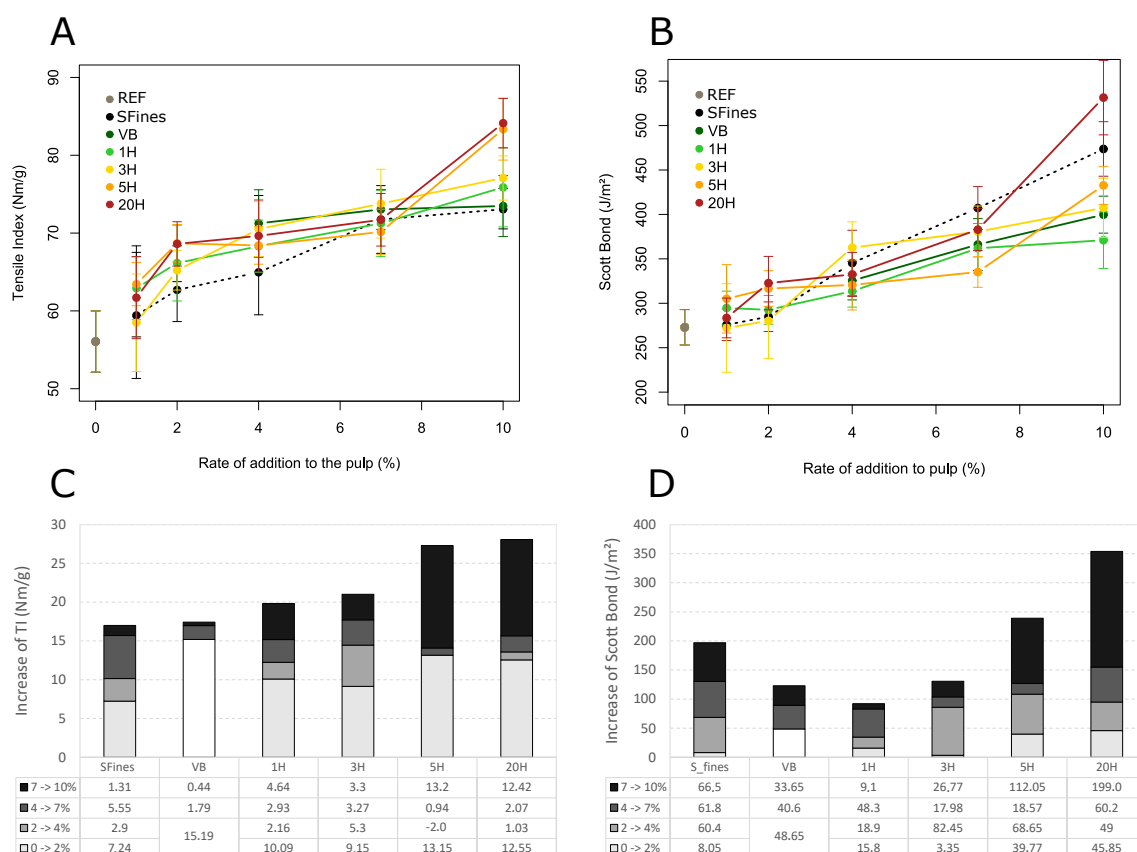 A
90
80
70
60
50
Tensile Index (Nm/g)
REF
SFines
VB
1H
3H
5H
20H
0 2 4 6 8 10
Rate of addition to the pulp (%)
B
550
500
450
400
350
300
250
200
Scott Bond (J/m²)
REF
SFines
VB
1H
3H
5H
20H
0 2 4 6 8 10
Rate of addition to pulp (%)
C
30
25
20
15
10
5
0
Increase of TI (Nm/g)
SFines VB 1H 3H 5H 20H
7 -> 10% 1.31 0.44 4.64 3.3 13.2 12.42
4 -> 7% 5.55 1.79 2.93 3.27 0.94 2.07
2 -> 4% 2.9 15.19 2.16 5.3 -2.0 1.03
0 -> 2% 7.24 10.09 9.15 13.15 12.55
D
400
350
300
250
200
150
100
50
0
Increase of Scott Bond (J/m²)
S_fines VB 1H 3H 5H 20H
7 -> 10% 66,5 33.65 9,1 26,77 112.05 199.0
4 -> 7% 61.8 40.6 48.3 17.98 18.57 60.2
2 -> 4% 60.4 48.65 18.9 82.45 68.65 49
0 -> 2% 8.05 15.8 3.35 39.77 45.85